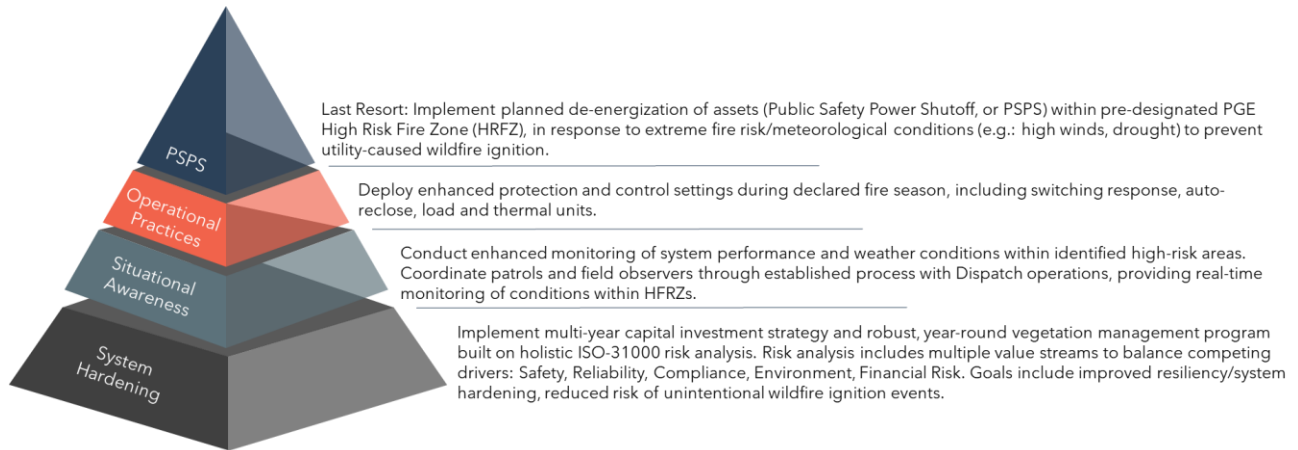 Last Resort: Implement planned de-energization of assets (Public Safety Power Shutoff, or PSPS) within pre-designated PGE
High Risk Fire Zone (HRFZ), in response to extreme fire risk/meteorological conditions (e.g.: high winds, drought) to prevent
utility-caused wildfire ignition.
PSPS
Deploy enhanced protection and control settings during declared fire season, including switching response, auto-
reclose, load and thermal units.
Operational
Practices
Conduct enhanced monitoring of system performance and weather conditions within identified high-risk areas.
Coordinate patrols and field observers through established process with Dispatch operations, providing real-time
monitoring of conditions within HFRZs.
Situational
Awareness
Implement multi-year capital investment strategy and robust, year-round vegetation management program
built on holistic ISO-31000 risk analysis. Risk analysis includes multiple value streams to balance competing
drivers: Safety, Reliability, Compliance, Environment, Financial Risk. Goals include improved resiliency/system
hardening, reduced risk of unintentional wildfire ignition events.
System
Hardening